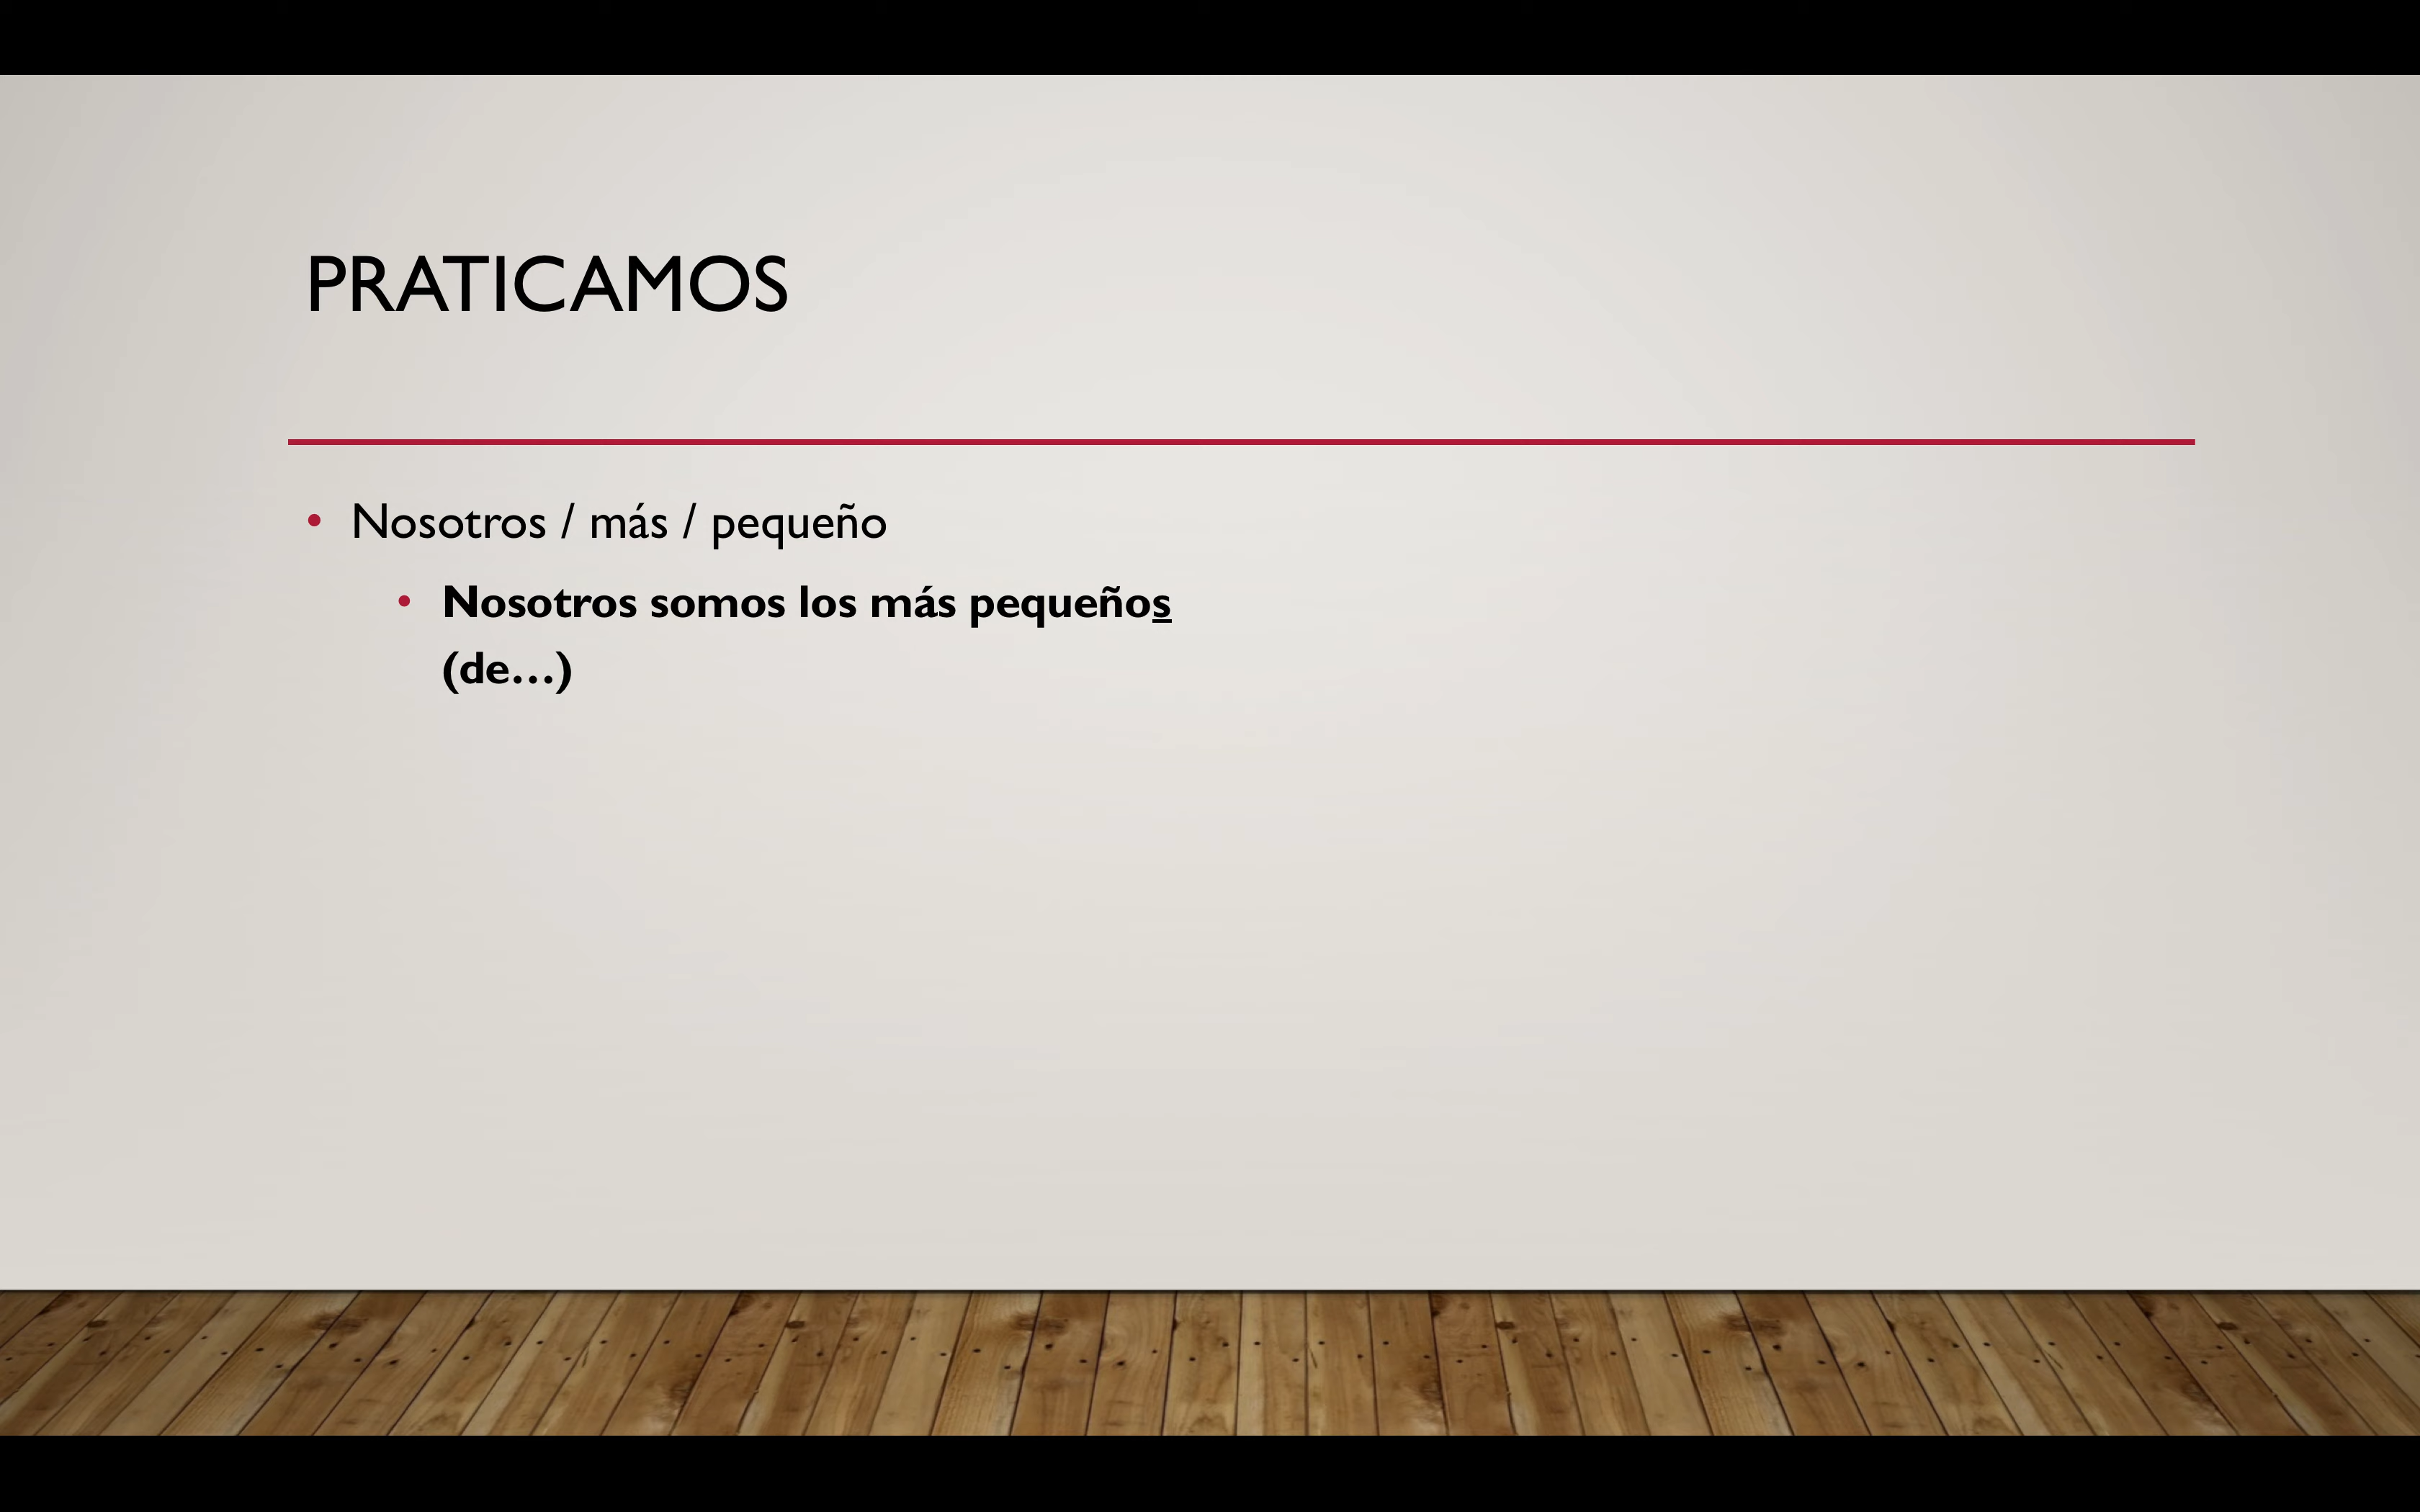 PRATICAMOS
• Nosotros / más / pequeño
• Nosotros somos los más pequeños
(de…)